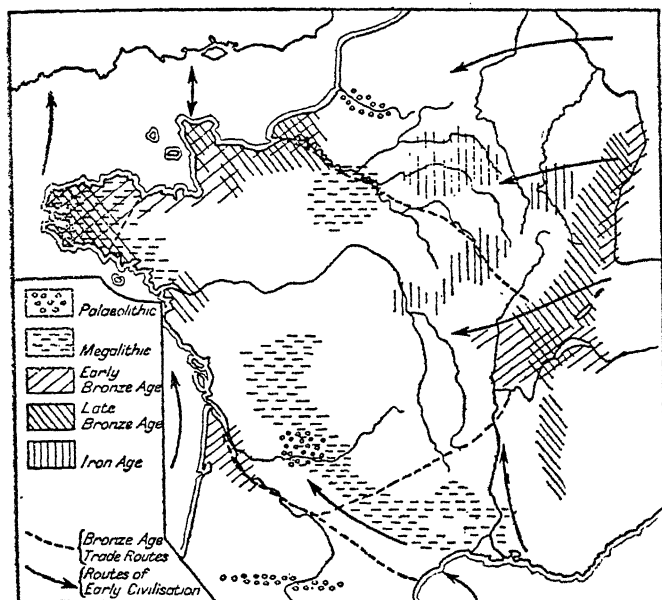 Palaeolithic
Megalithic
Early
Bronze Age
Late
Bronze Age
Iron Age
Bronze Age
Trade Routes
Routes of
Early Civilisation